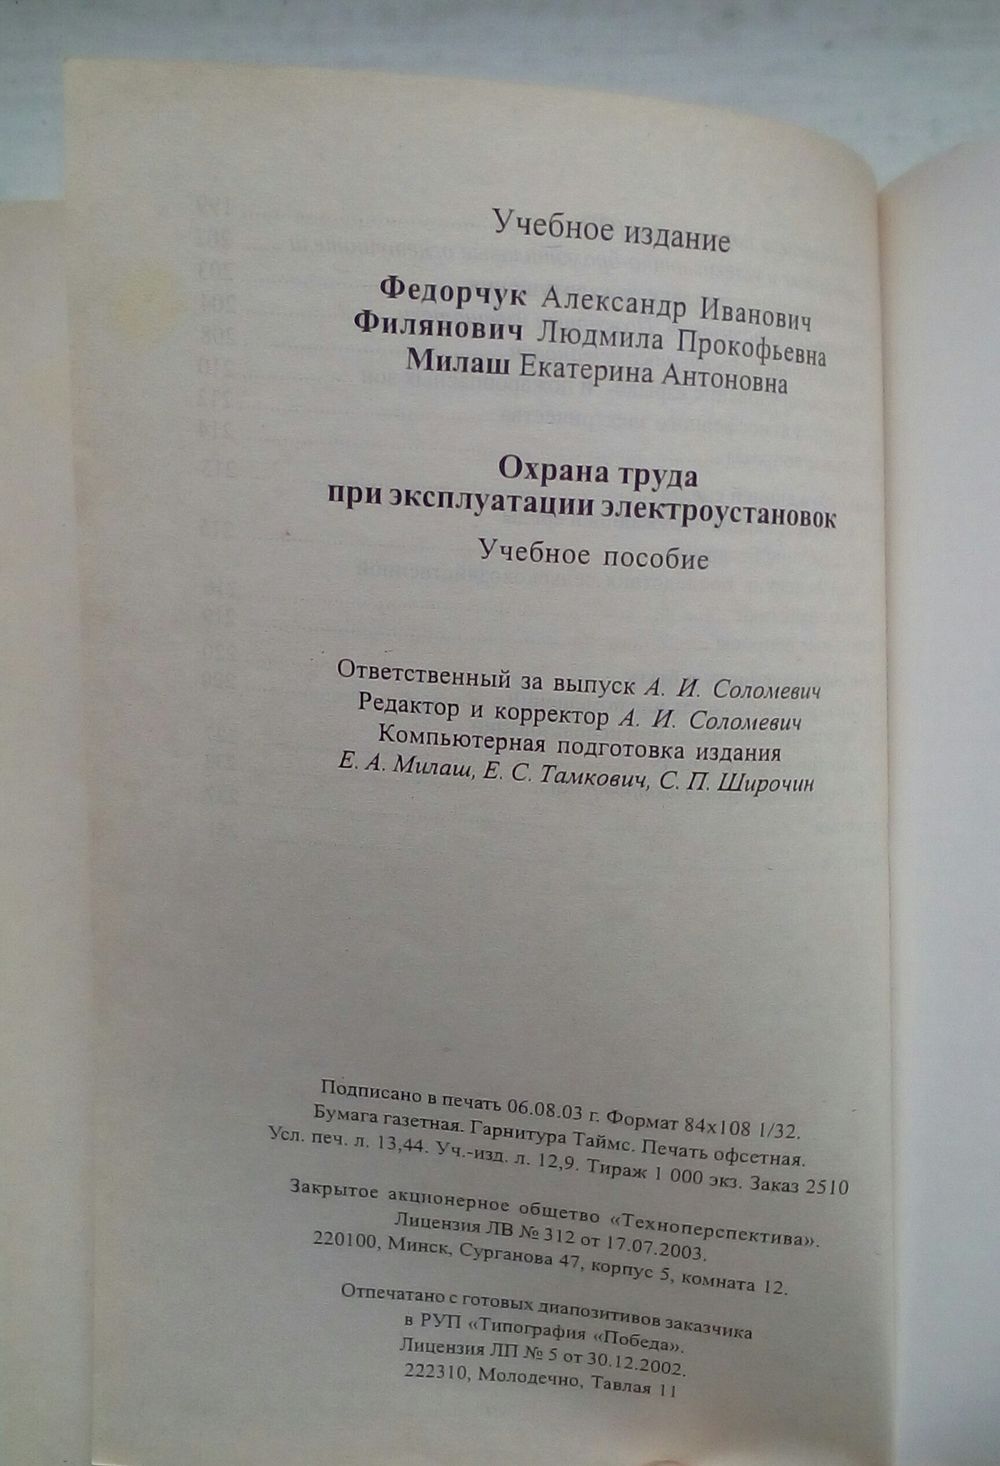 Учебное издание
Федорчук Александр Иванович
Филянович Людмила Прокофьевна
Милаш Екатерина Антоновна
Охрана труда
при эксплуатации электроустановок
Учебное пособие
Ответственный за выпуск А. И. Соломевич
Редактор и корректор А. И. Соломевич
Компьютерная подготовка издания
Е. А. Милаш, Е. С. Тамкович, С. П. Широчин
Подписано в печать 06.08.03 г. Формат 84x108 1/32.
Бумага газетная. Гарнитура Таймс. Печать офсетная.
Усл. печ. л. 13,44. Уч.-изд. л. 12,9. Тираж 1 000 экз. Заказ 2510
Закрытое акционерное общетво «Техноперспектива».
Лицензия ЛВ № 312 от 17.07.2003.
220100, Минск, Сурганова 47, корпус 5, комната 12.
Отпечатано с готовых диапозитивов заказчика
в РУП «Типография «Победа».
Лицензия ЛП № 5 от 30.12.2002.
222310, Молодечно, Тавлая 11